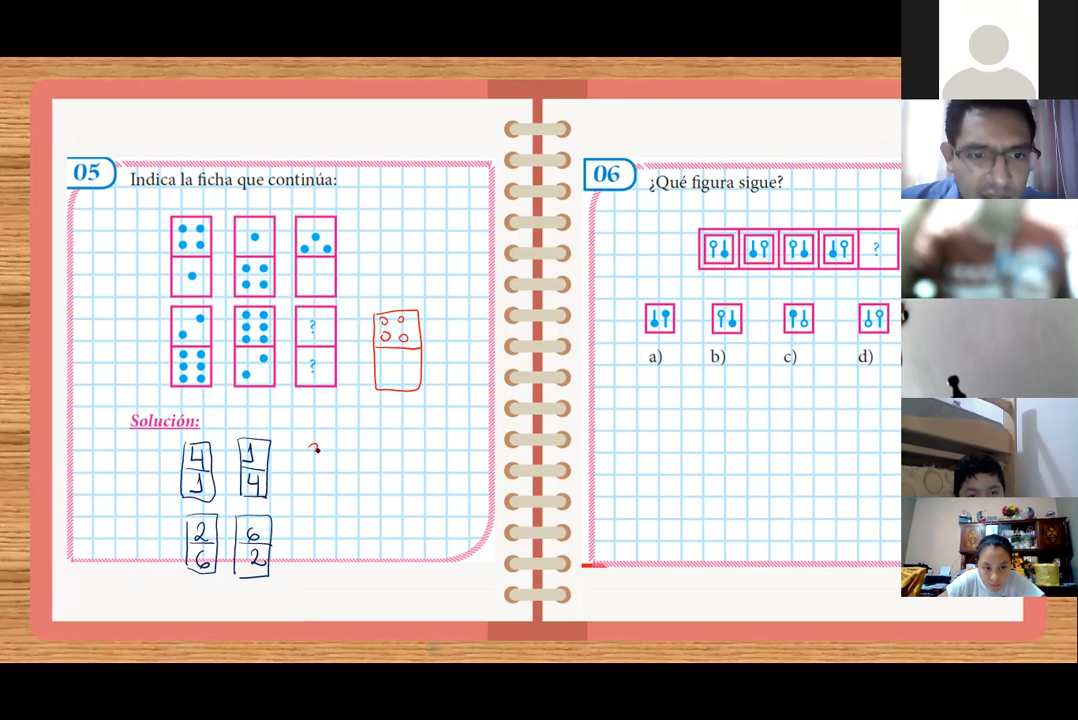 05
Indica la ficha que continúa:
?
?
Solución:
4
1
1
4
?
2
6
6
2
06
¿Qué figura sigue?
?
a)
b)
c)
d)